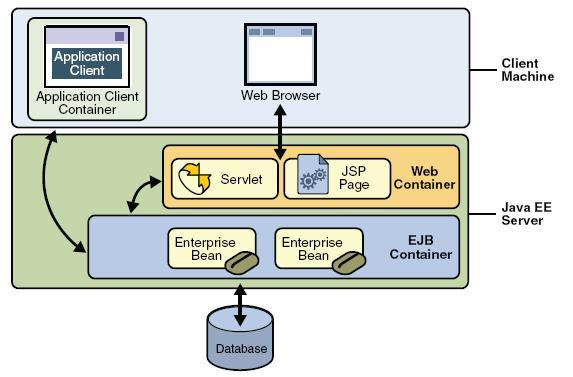 Application
Client
Application Client
Container
Web Browser
Client
Machine
Servlet
JSP
Page
Web
Container
Java EE
Server
Enterprise
Bean
Enterprise
Bean
EJB
Container
Database